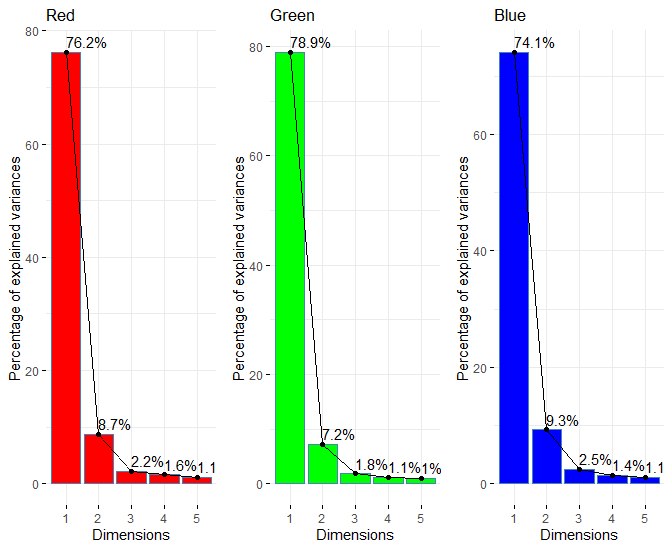 Red
Percentage of explained variances
80
60
40
20
0
76.2%
8.7%
2.2%
1.6%
1.1
1 2 3 4 5
Dimensions
Green
Percentage of explained variances
80
60
40
20
0
78.9%
7.2%
1.8%
1.1%
1%
1 2 3 4 5
Dimensions
Blue
Percentage of explained variances
60
40
20
0
74.1%
9.3%
2.5%
1.4%
1.1
1 2 3 4 5
Dimensions